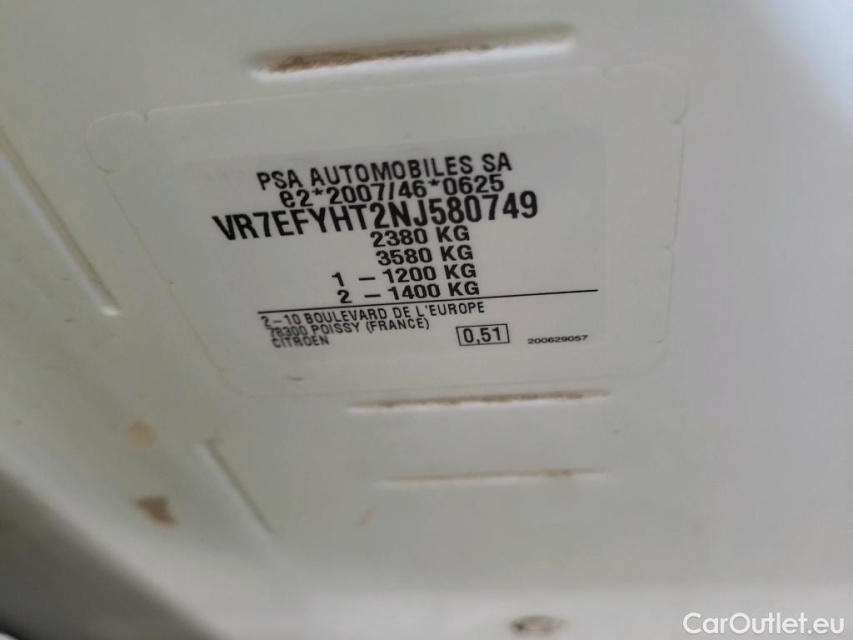 PSA AUTOMOBILES SA
e2*2007/46*0625
VR7EFYHT2NJ580749
2380 KG
3580 KG
1 – 1200 KG
2 – 1400 KG
2–10 BOULEVARD DE L'EUROPE
78300 POISSY (FRANCE)
CITROEN
0,51
200629057
CarOutlet.eu